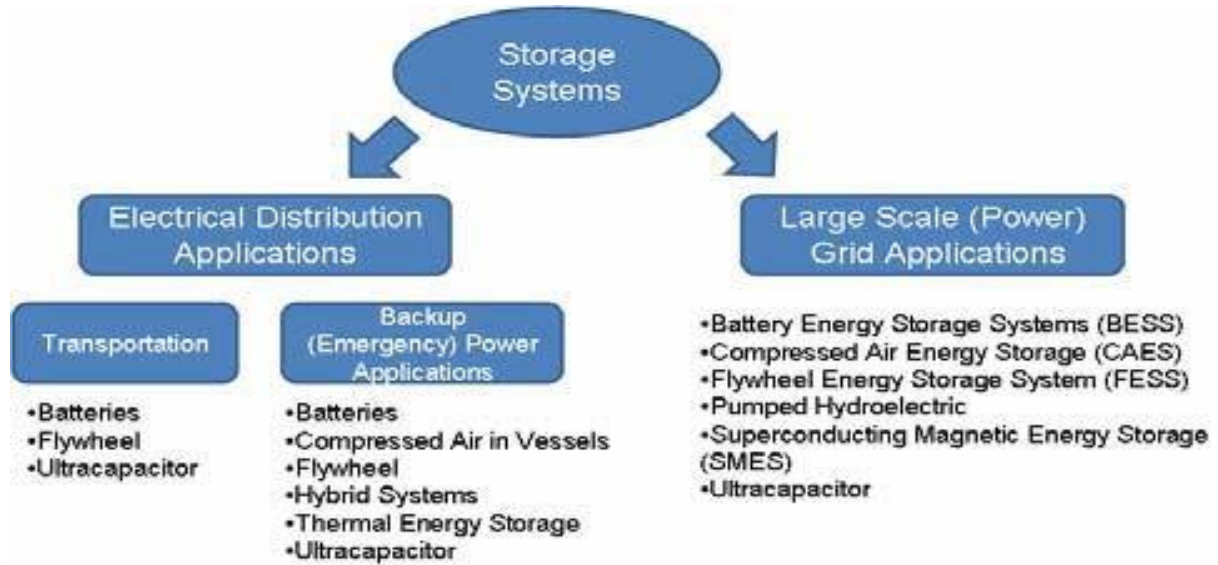 Storage
Systems
Electrical Distribution
Applications
Large Scale (Power)
Grid Applications
Transportation
Backup
(Emergency) Power
Applications
•Batteries
•Flywheel
•Ultracapacitor
•Batteries
•Compressed Air in Vessels
•Flywheel
•Hybrid Systems
•Thermal Energy Storage
•Ultracapacitor
•Battery Energy Storage Systems (BESS)
•Compressed Air Energy Storage (CAES)
•Flywheel Energy Storage System (FESS)
•Pumped Hydroelectric
•Superconducting Magnetic Energy Storage
(SMES)
•Ultracapacitor